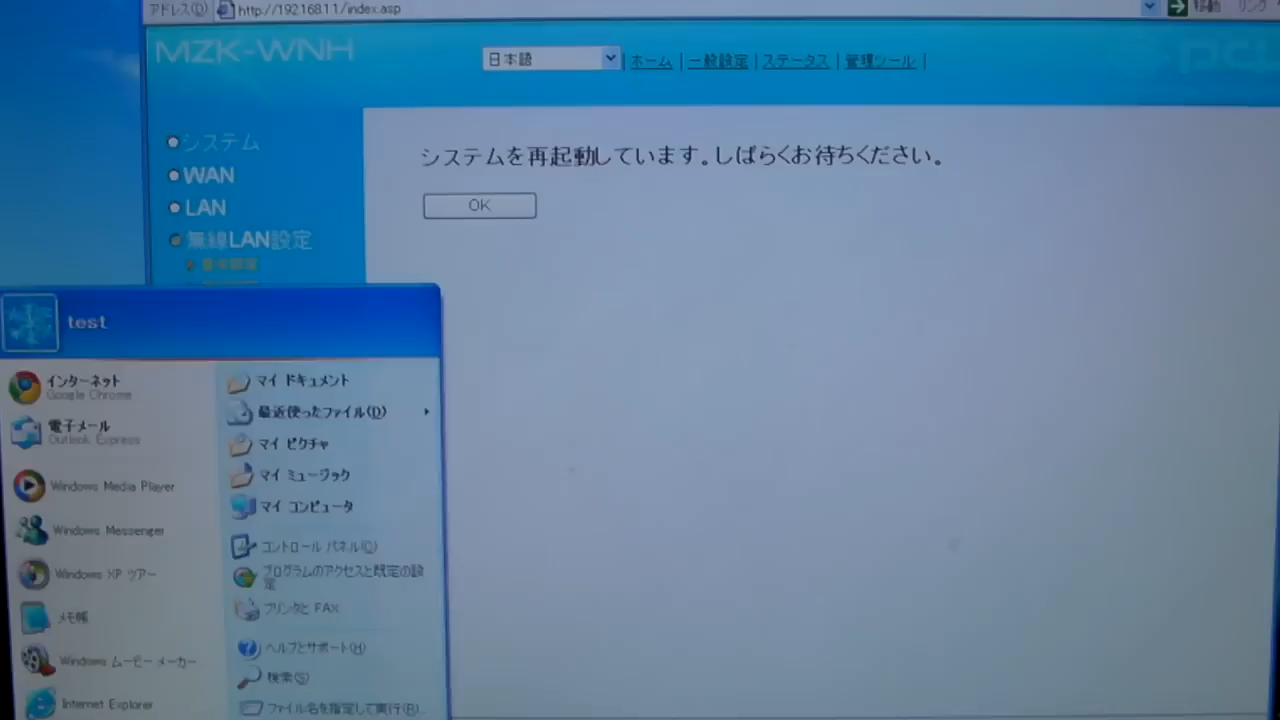 アドレス(D) http://192.168.1.1/index.asp
移動 リンク
MZK-WNH
日本語
ホーム | 一般設定 | ステータス | 管理ツール |
システム
WAN
LAN
無線LAN設定
システムを再起動しています。しばらくお待ちください。
OK
test
インターネット
Google Chrome
電子メール
Outlook Express
Windows Media Player
Windows Messenger
Windows XP ツアー
メモ帳
Windows ムービー メーカー
Internet Explorer
マイ ドキュメント
最近使ったファイル(D)
マイ ピクチャ
マイ ミュージック
マイ コンピュータ
コントロール パネル(C)
プログラムのアクセスと既定の設
定
プリンタと FAX
ヘルプとサポート(H)
検索(S)
ファイル名を指定して実行(R)...